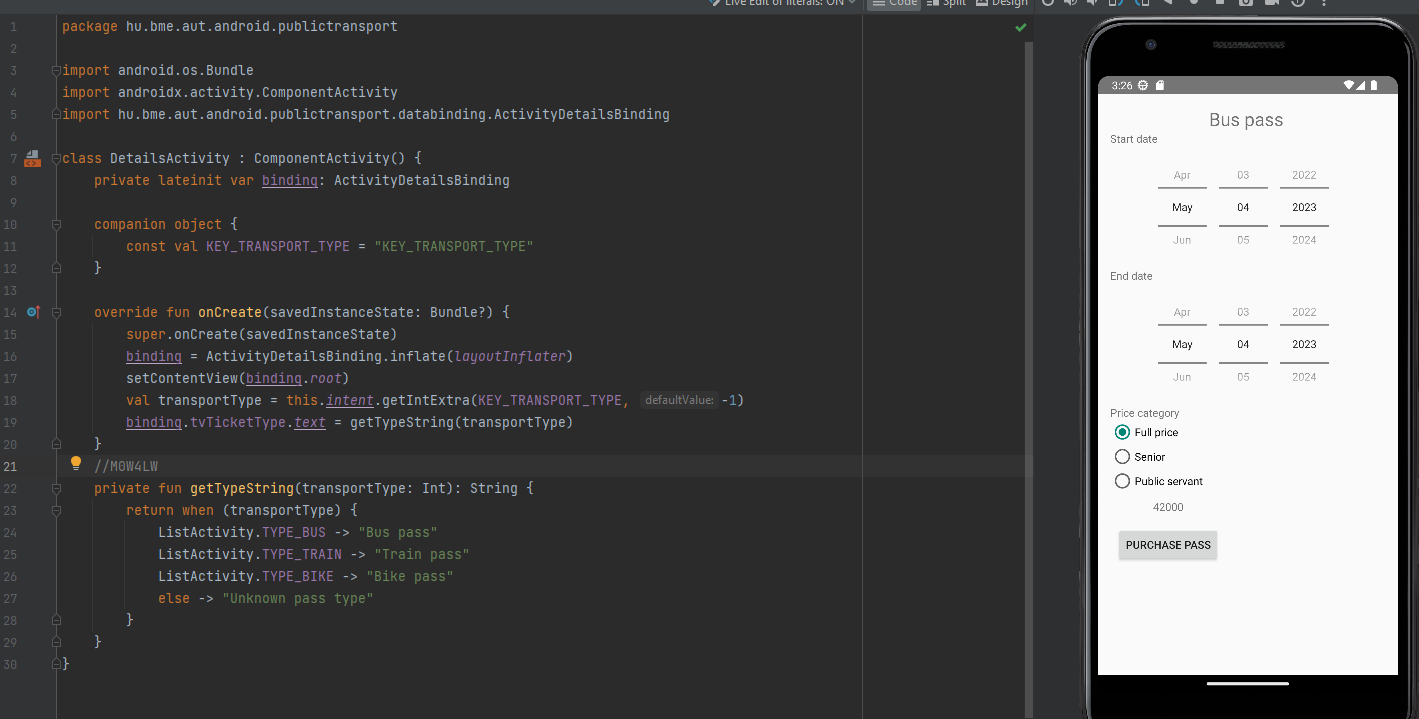 Live Edit of literals: ON
Code
Split
Design
1 package hu.bme.aut.android.publictransport
2
3 import android.os.Bundle
4 import androidx.activity.ComponentActivity
5 import hu.bme.aut.android.publictransport.databinding.ActivityDetailsBinding
6
7 class DetailsActivity : ComponentActivity() {
8 private lateinit var binding: ActivityDetailsBinding
9
10 companion object {
11 const val KEY_TRANSPORT_TYPE = "KEY_TRANSPORT_TYPE"
12 }
13
14 override fun onCreate(savedInstanceState: Bundle?) {
15 super.onCreate(savedInstanceState)
16 binding = ActivityDetailsBinding.inflate(layoutInflater)
17 setContentView(binding.root)
18 val transportType = this.intent.getIntExtra(KEY_TRANSPORT_TYPE, defaultValue: -1)
19 binding.tvTicketType.text = getTypeString(transportType)
20 }
21 //M0W4LW
22 private fun getTypeString(transportType: Int): String {
23 return when (transportType) {
24 ListActivity.TYPE_BUS -> "Bus pass"
25 ListActivity.TYPE_TRAIN -> "Train pass"
26 ListActivity.TYPE_BIKE -> "Bike pass"
27 else -> "Unknown pass type"
28 }
29 }
30 }
3:26
Bus pass
Start date
Apr 03 2022
May 04 2023
Jun 05 2024
End date
Apr 03 2022
May 04 2023
Jun 05 2024
Price category
Full price
Senior
Public servant
42000
PURCHASE PASS